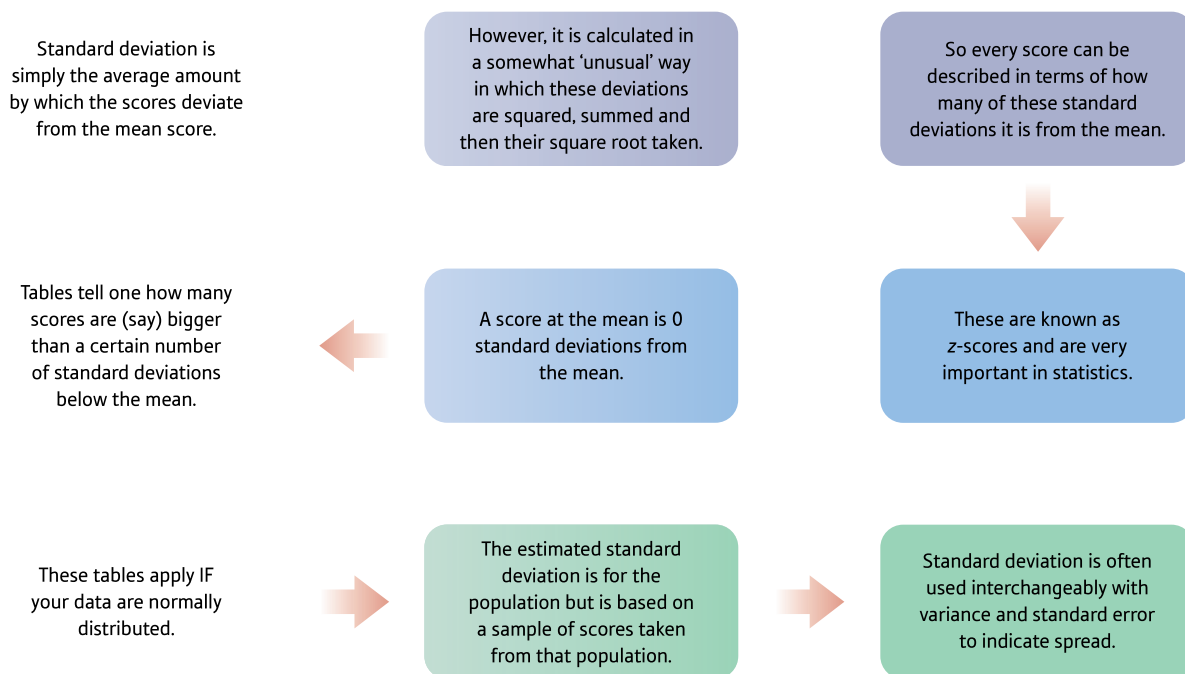 Standard deviation is
simply the average amount
by which the scores deviate
from the mean score.
However, it is calculated in
a somewhat ‘unusual’ way
in which these deviations
are squared, summed and
then their square root taken.
So every score can be
described in terms of how
many of these standard
deviations it is from the mean.
These are known as
z-scores and are very
important in statistics.
A score at the mean is 0
standard deviations from
the mean.
Tables tell one how many
scores are (say) bigger
than a certain number
of standard deviations
below the mean.
These tables apply IF
your data are normally
distributed.
The estimated standard
deviation is for the
population but is based on
a sample of scores taken
from that population.
Standard deviation is often
used interchangeably with
variance and standard error
to indicate spread.